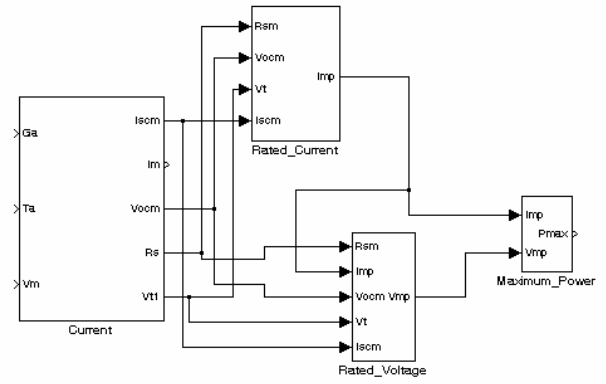 Ga
Ta
Vm
Iscm
Im
Vocm
Rs
Vt1
Current
Rsm
Vocm
Vt
Iscm
Imp
Rated_Current
Rsm
Imp
Vocm Vmp
Vt
Iscm
Rated_Voltage
Imp
Pmax
Vmp
Maximum_Power